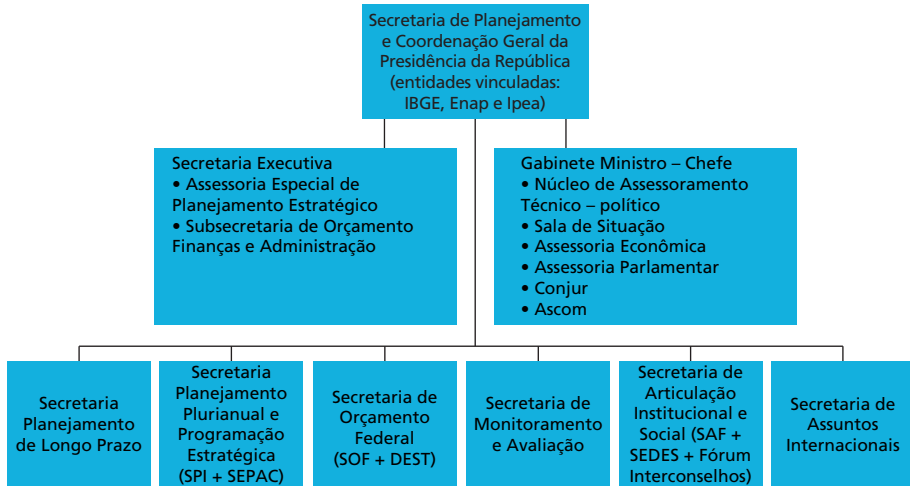 Secretaria de Planejamento
e Coordenação Geral da
Presidência da República
(entidades vinculadas:
IBGE, Enap e Ipea)
Secretaria Executiva
• Assessoria Especial de
Planejamento Estratégico
• Subsecretaria de Orçamento
Finanças e Administração
Gabinete Ministro – Chefe
• Núcleo de Assessoramento
Técnico – político
• Sala de Situação
• Assessoria Econômica
• Assessoria Parlamentar
• Conjur
• Ascom
Secretaria
Planejamento
de Longo Prazo
Secretaria
Planejamento
Plurianual e
Programação
Estratégica
(SPI + SEPAC)
Secretaria de
Orçamento
Federal
(SOF + DEST)
Secretaria de
Monitoramento
e Avaliação
Secretaria de
Articulação
Institucional e
Social (SAF +
SEDES + Fórum
Interconselhos)
Secretaria de
Assuntos
Internacionais